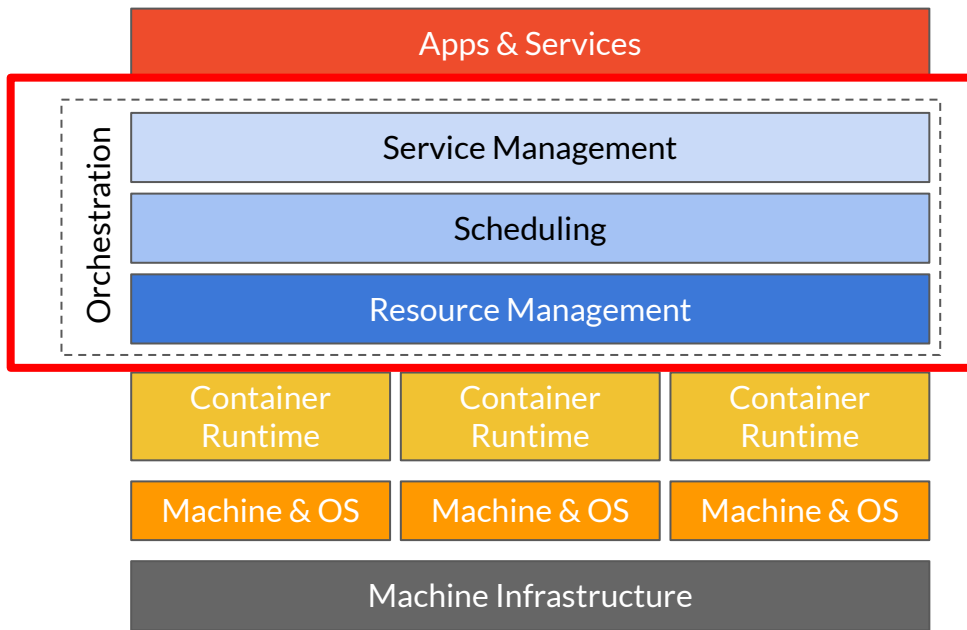 Apps & Services
Orchestration
Service Management
Scheduling
Resource Management
Container
Runtime
Container
Runtime
Container
Runtime
Machine & OS
Machine & OS
Machine & OS
Machine Infrastructure